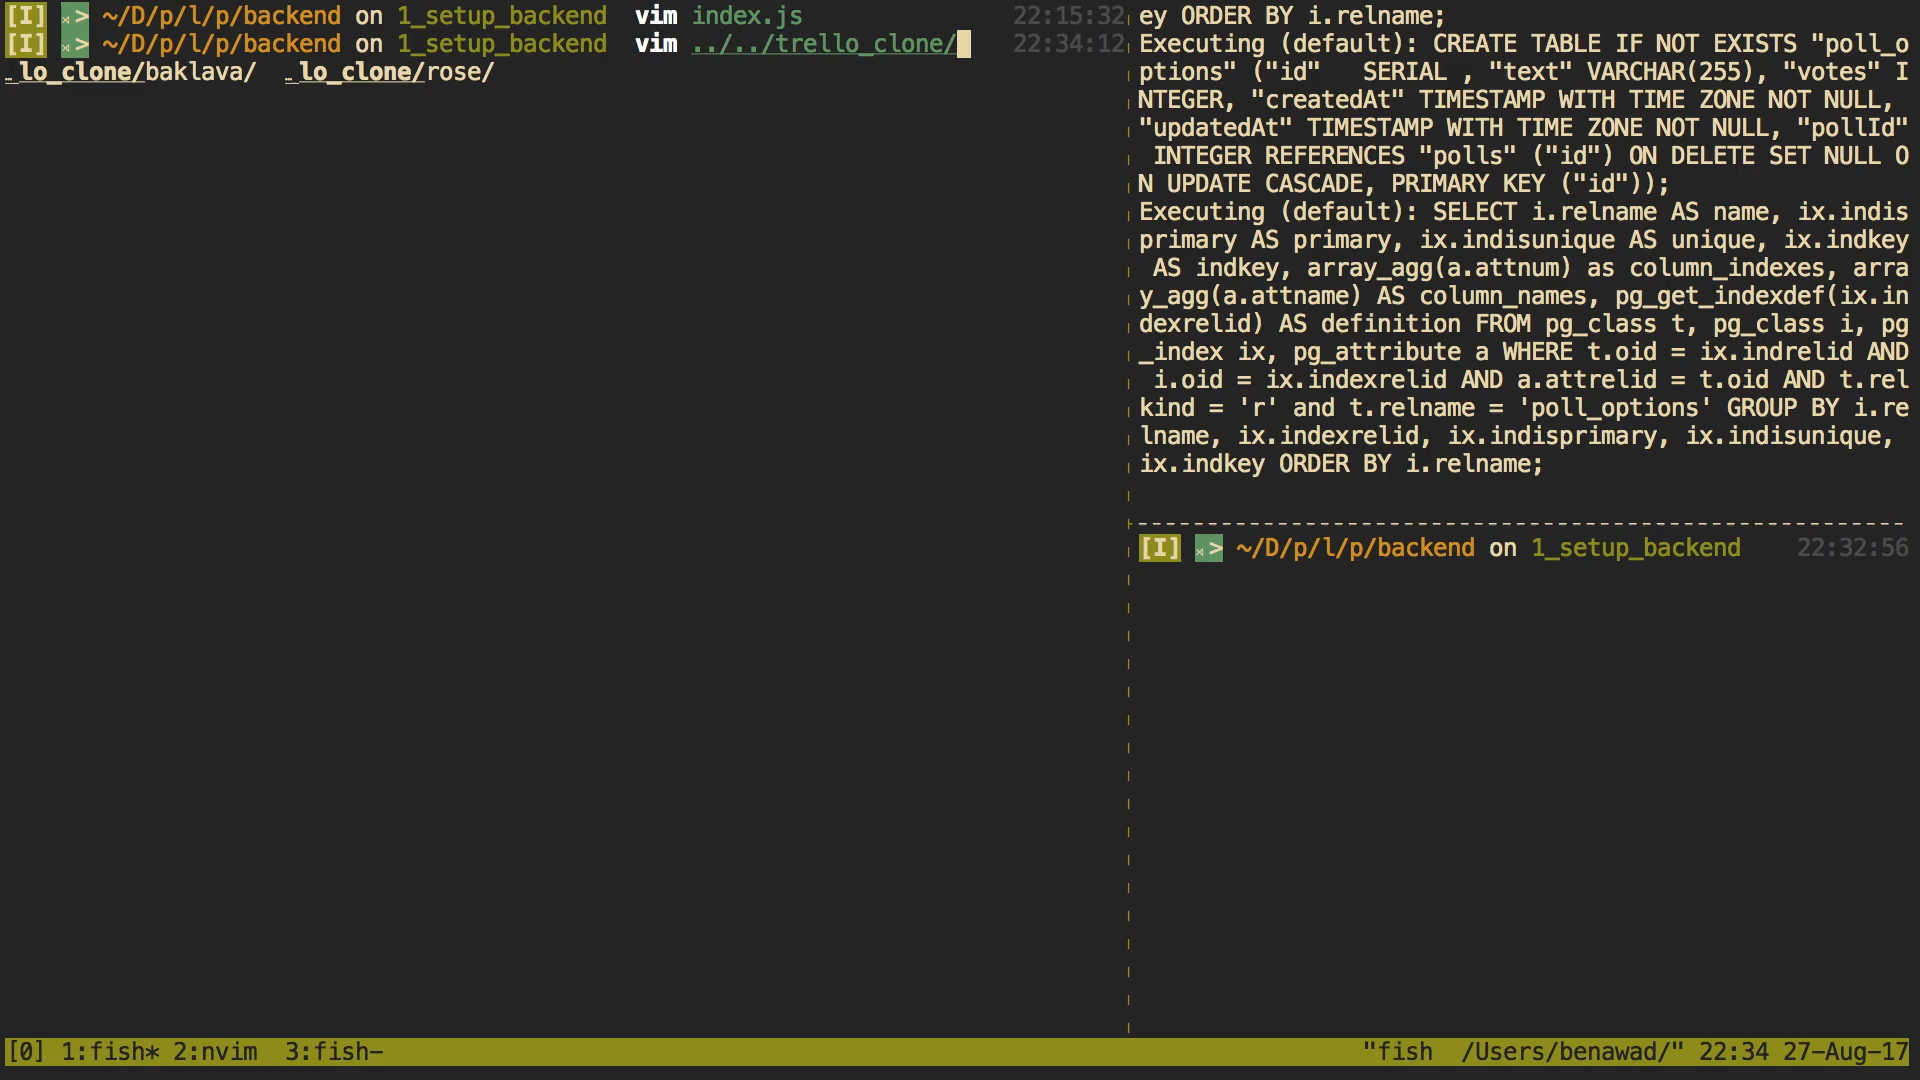 [I] > ~/D/p/l/p/backend on 1_setup_backend vim index.js 22:15:32
[I] > ~/D/p/l/p/backend on 1_setup_backend vim ../../trello_clone/ 22:34:12
…lo_clone/baklava/ …lo_clone/rose/
ey ORDER BY i.relname;
Executing (default): CREATE TABLE IF NOT EXISTS "poll_o
ptions" ("id"   SERIAL , "text" VARCHAR(255), "votes" I
NTEGER, "createdAt" TIMESTAMP WITH TIME ZONE NOT NULL,
"updatedAt" TIMESTAMP WITH TIME ZONE NOT NULL, "pollId"
INTEGER REFERENCES "polls" ("id") ON DELETE SET NULL O
N UPDATE CASCADE, PRIMARY KEY ("id"));
Executing (default): SELECT i.relname AS name, ix.indis
primary AS primary, ix.indisunique AS unique, ix.indkey
AS indkey, array_agg(a.attnum) as column_indexes, arra
y_agg(a.attname) AS column_names, pg_get_indexdef(ix.in
dexrelid) AS definition FROM pg_class t, pg_class i, pg
_index ix, pg_attribute a WHERE t.oid = ix.indrelid AND
i.oid = ix.indexrelid AND a.attrelid = t.oid AND t.rel
kind = 'r' and t.relname = 'poll_options' GROUP BY i.re
lname, ix.indexrelid, ix.indisprimary, ix.indisunique,
ix.indkey ORDER BY i.relname;
[I] > ~/D/p/l/p/backend on 1_setup_backend 22:32:56
[0] 1:fish* 2:nvim 3:fish- "fish /Users/benawad/" 22:34 27-Aug-17